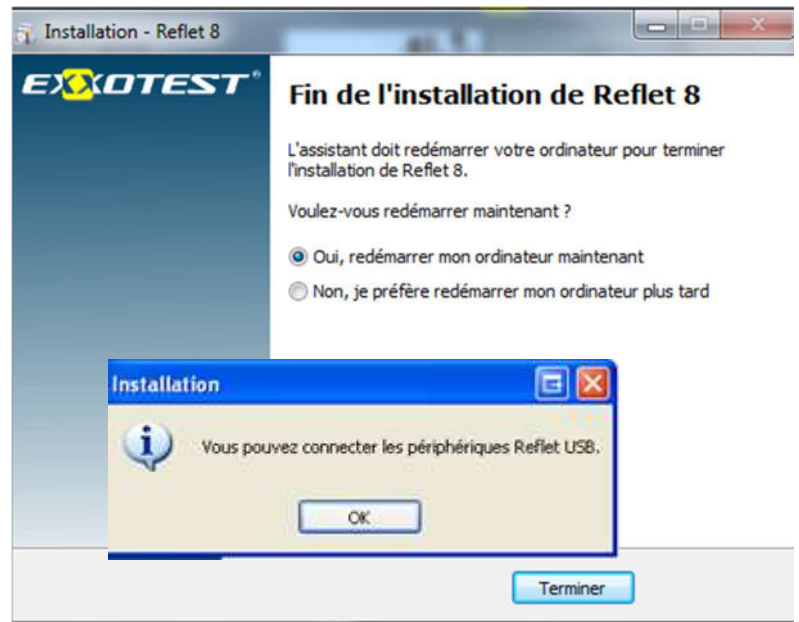 Installation - Reflet 8
EXXOTEST®
Fin de l'installation de Reflet 8
L'assistant doit redémarrer votre ordinateur pour terminer
l'installation de Reflet 8.
Voulez-vous redémarrer maintenant ?
Oui, redémarrer mon ordinateur maintenant
Non, je préfère redémarrer mon ordinateur plus tard
Installation
Vous pouvez connecter les périphériques Reflet USB.
OK
Terminer